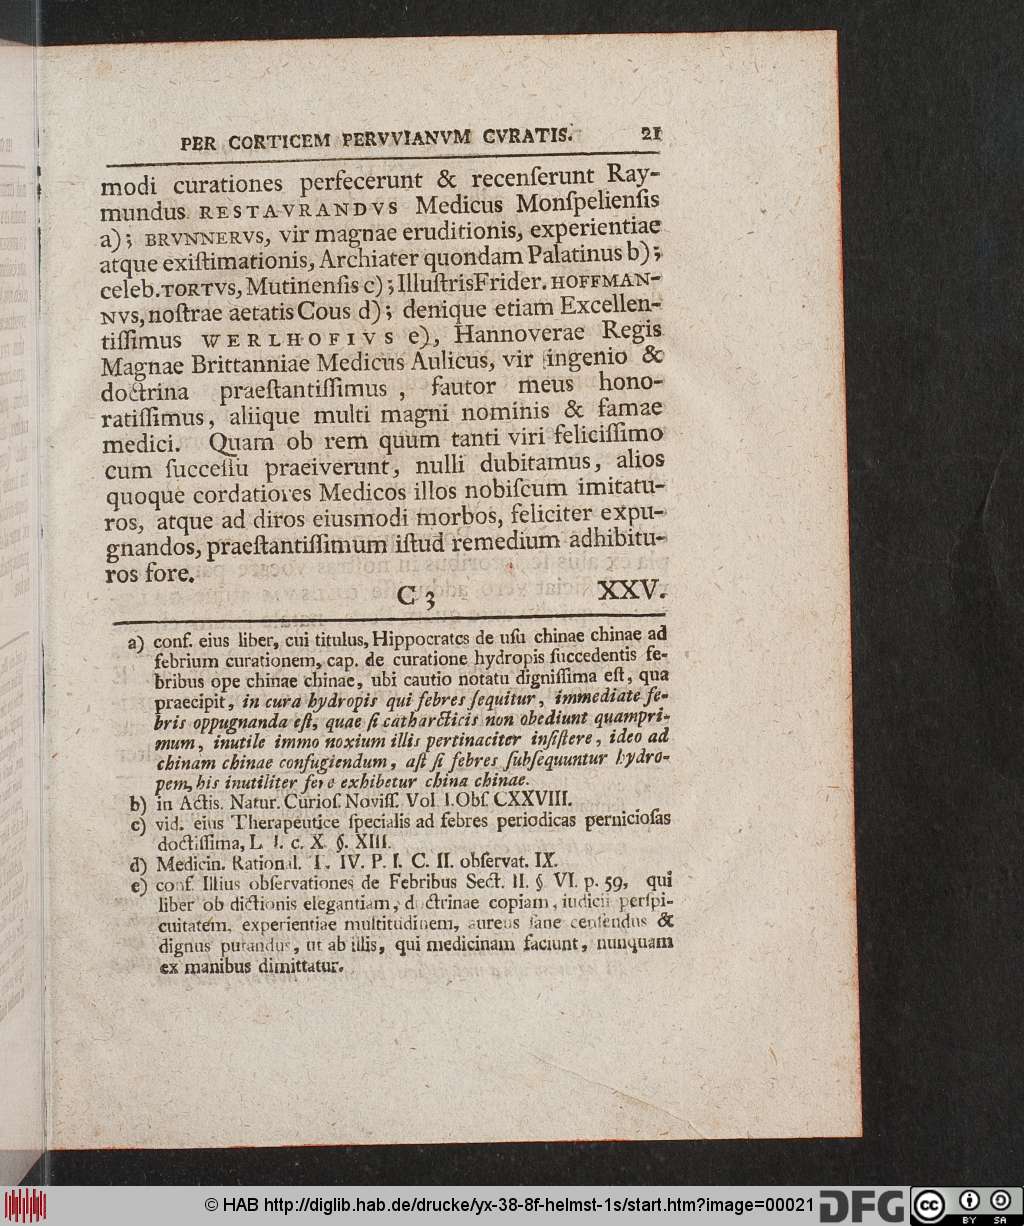 PER CORTICEM PERVVIANVM CVRATIS. 21
modi curationes perfecerunt & recenſerunt Ray-
mundus RESTAVRANDVS Medicus Monſpelienſis
a); BRVNNERVS, vir magnae eruditionis, experientiae
atque exiſtimationis, Archiater quondam Palatinus b);
celeb. TORTVS, Mutinenſis c); Illuſtris Frider. HOFFMAN-
NVS, noſtrae aetatis Cous d); denique etiam Excellen-
tiſſimus WERLHOFIVS e), Hannoverae Regis
Magnae Brittanniae Medicus Aulicus, vir ingenio &
doctrina praeſtantiſſimus, fautor meus hono-
ratiſſimus, aliique multi magni nominis & famae
medici. Quam ob rem quum tanti viri feliciſſimo
cum ſucceſſu praeiverunt, nulli dubitamus, alios
quoque cordatiores Medicos illos nobiſcum imitatu-
ros, atque ad diros eiusmodi morbos, feliciter expu-
gnandos, praeſtantiſſimum iſtud remedium adhibitu-
ros fore.
C 3 XXV.
a) conf. eius liber, cui titulus, Hippocrates de uſu chinae chinae ad
febrium curationem, cap. de curatione hydropis ſuccedentis fe-
bribus ope chinae chinae, ubi cautio notatu digniſſima eſt, qua
praecipit, in cura hydropis qui febres ſequitur, immediate fe-
bris oppugnanda eſt, quae ſi catharcticis non obediunt quampri-
mum, inutile immo noxium illis pertinaciter inſiſtere, ideo ad
chinam chinae confugiendum, aſt ſi febres ſubſequuntur hydro-
pem, his inutiliter fere exhibetur china chinae.
b) in Actis. Natur. Curioſ. Noviſſ. Vol I. Obſ CXXVIII.
c) vid. eius Therapeutice ſpecialis ad febres periodicas pernicioſas
doctiſſima, L. I. c. X. §. XIII.
d) Medicin. Rational. T. IV. P. I. C. II. obſervat. IX.
e) conf. Illius obſervationes de Febribus Sect. II. § VI. p. 59, qui
liber ob dictionis elegantiam, doctrinae copiam, iudicii perſpi-
cuitatem, experientiae multitudinem, aureus ſane cenſendus &
dignus putandus, ut ab illis, qui medicinam faciunt, nunquam
ex manibus dimittatur.
© HAB http://diglib.hab.de/drucke/yx-38-8f-helmst-1s/start.htm?image=00021 DFG cc BY SA